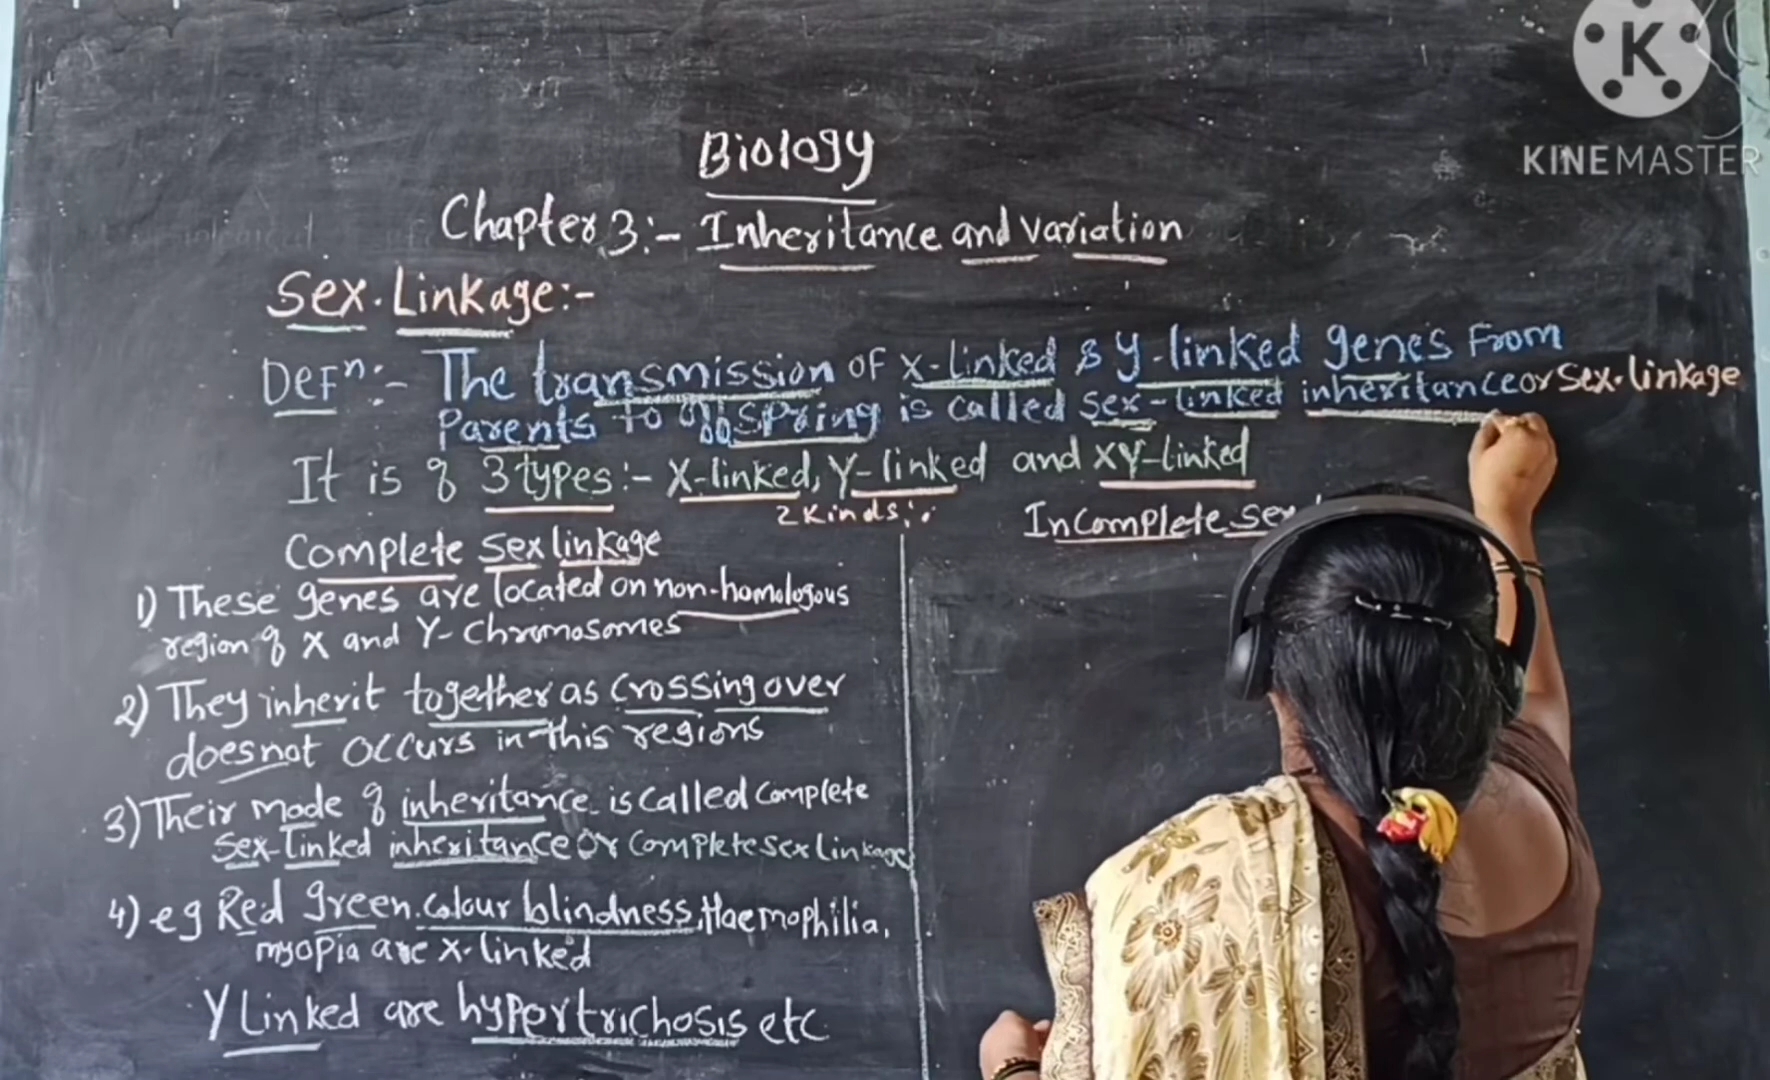 KINEMASTER
Biology
Chapter 3:- Inheritance and variation
Sex.Linkage:-
Defⁿ:- The transmission of X-linked & Y-linked genes From
Parents to offspring is called sex-linked inheritance or Sex.linkage
It is of 3 types:- X-linked, Y-linked and XY-linked
2 Kinds:
Complete sex linkage
Incomplete se
1) These genes are located on non-homologous
region of X and Y-Chromosomes
2) They inherit together as crossing over
does not occurs in this regions
3) Their mode of inheritance is called complete
sex-linked inheritance or complete sex linkage
4) eg Red green.colour blindness, Haemophilia,
myopia are X-linked
Y Linked are hypertrichosis etc